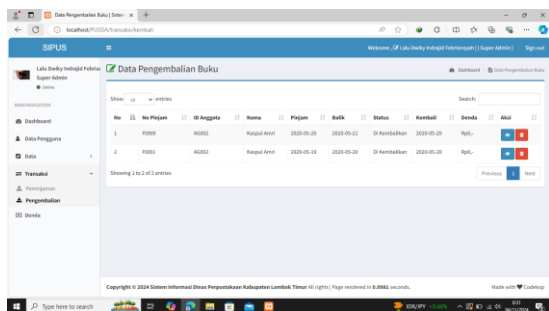 Data Pengembalian Buku | Sistem
localhost/PUSDA/transaksi/kembali
SIPUS
Welcome , Lalu Dwiky Indrajid Febriansyah | ( Super Admin )
Sign out
Lalu Dwiky Indrajid Febrian
Super Admin
Online
MAIN NAVIGATION
Dashboard
Data Pengguna
Data
Transaksi
Peminjaman
Pengembalian
Denda
Data Pengembalian Buku
Dashboard
Data Pengembalian Buku
Show 10 entries
Search:
No No Pinjam ID Anggota Nama Pinjam Balik Status Kembali Denda Aksi
1 PJ009 AG002 Kaspul Amri 2020-05-20 2020-05-21 Di Kembalikan 2020-05-20 Rp0,-
2 PJ001 AG002 Kaspul Amri 2020-05-19 2020-05-20 Di Kembalikan 2020-05-20 Rp0,-
Showing 1 to 2 of 2 entries
Previous 1 Next
Copyright © 2024 Sistem Informasi Dinas Perpustakaan Kabupaten Lombok Timur All rights | Page rendered in 0.0981 seconds.
Made with ♥ Codekop
Type here to search
IDR/JPY